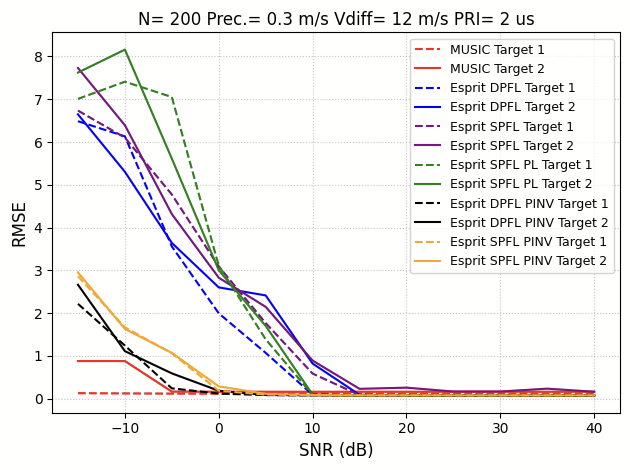 N= 200 Prec.= 0.3 m/s Vdiff= 12 m/s PRI= 2 us
8
7
6
5
4
3
2
1
0
RMSE
MUSIC Target 1
MUSIC Target 2
Esprit DPFL Target 1
Esprit DPFL Target 2
Esprit SPFL Target 1
Esprit SPFL Target 2
Esprit SPFL PL Target 1
Esprit SPFL PL Target 2
Esprit DPFL PINV Target 1
Esprit DPFL PINV Target 2
Esprit SPFL PINV Target 1
Esprit SPFL PINV Target 2
−10 0 10 20 30 40
SNR (dB)